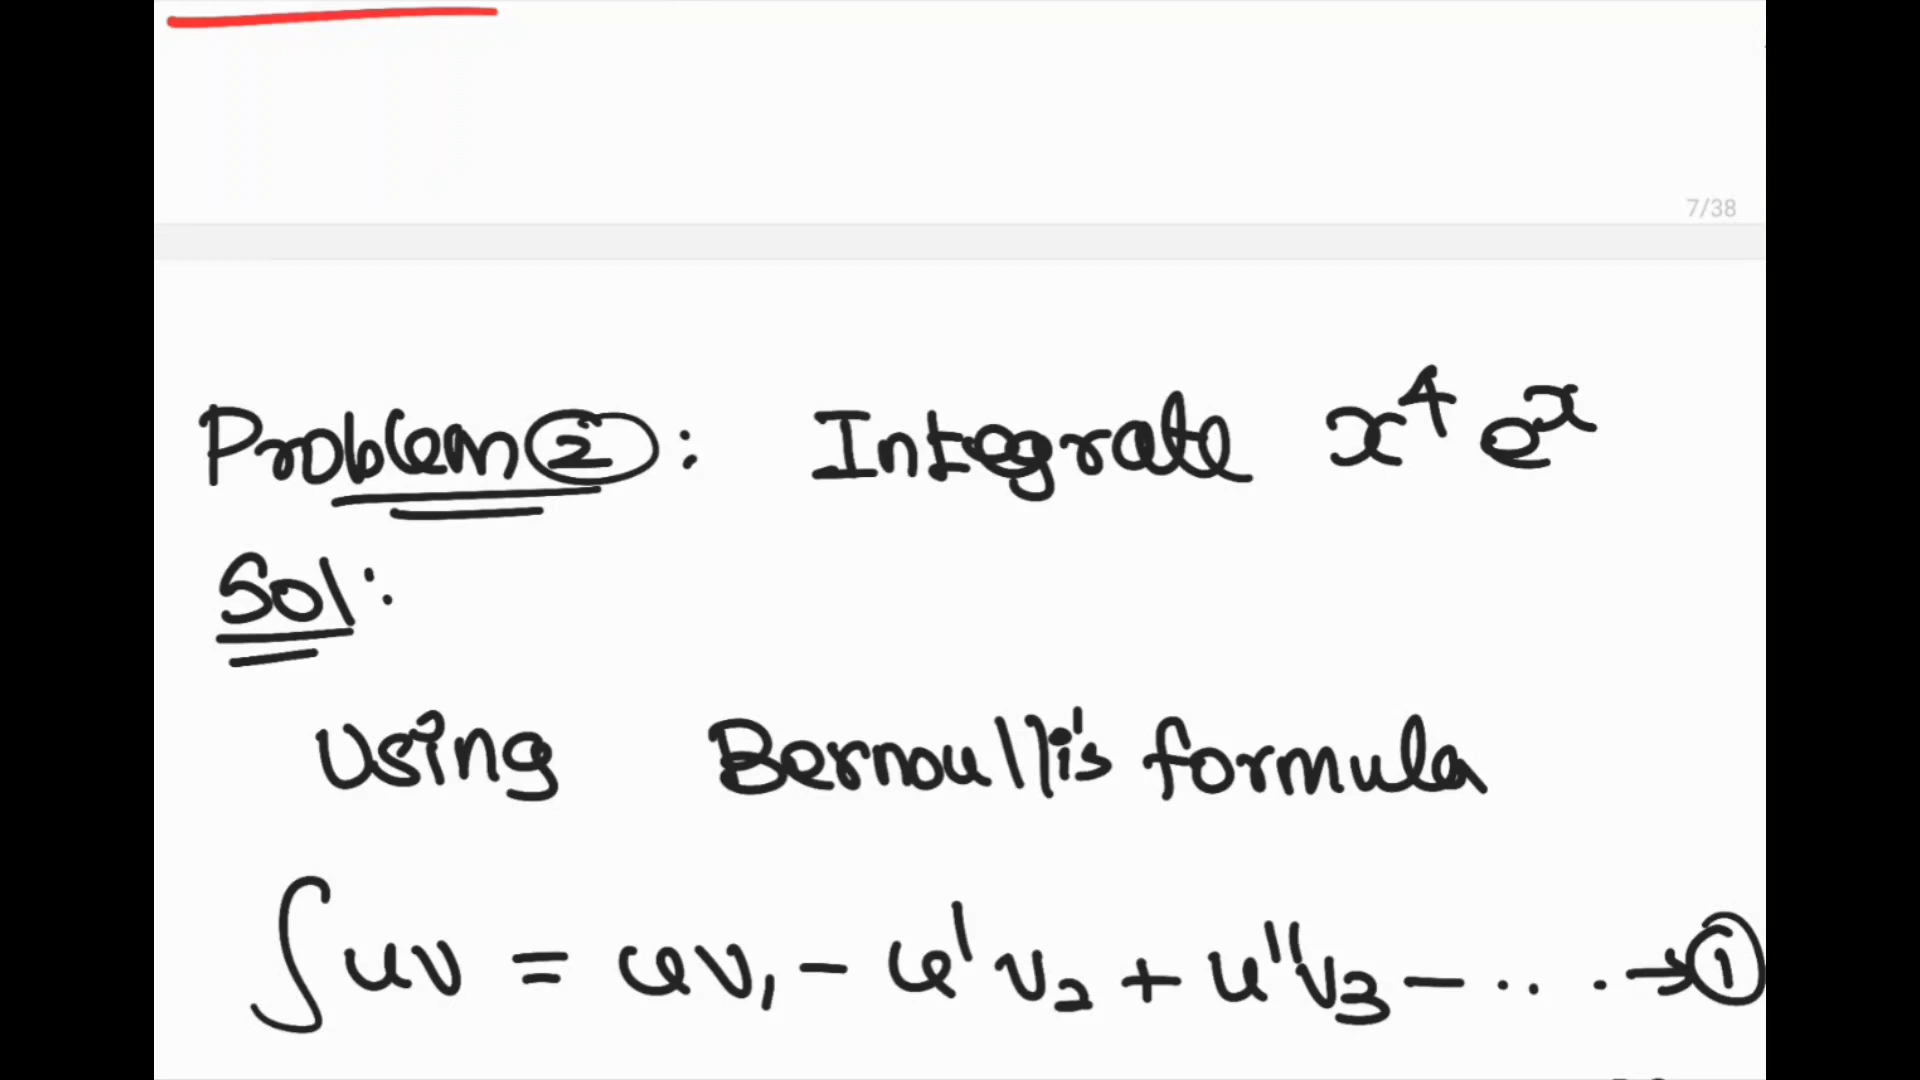 7/38
Problem ②: Integrate x⁴ eˣ
Sol:
Using Bernoulli's formula
∫uv = uv₁ - u'v₂ + u''v₃ - ... → ①